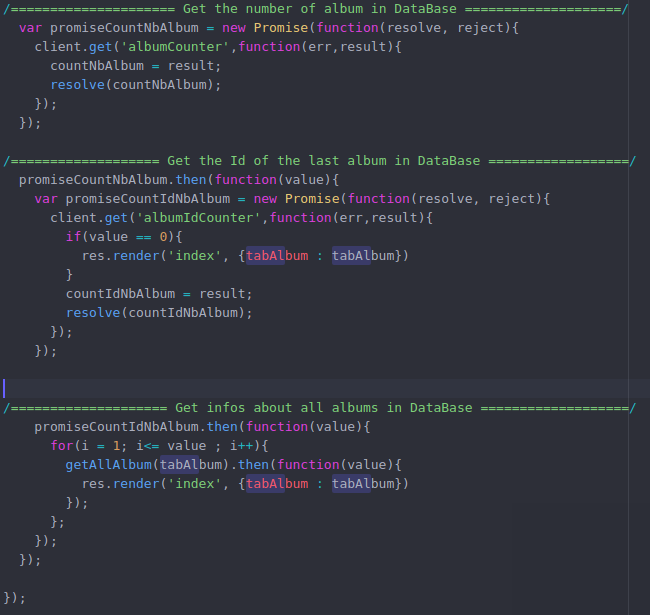 /===================== Get the number of album in DataBase ====================/
var promiseCountNbAlbum = new Promise(function(resolve, reject){
client.get('albumCounter',function(err,result){
countNbAlbum = result;
resolve(countNbAlbum);
});
});
/=================== Get the Id of the last album in DataBase ==================/
promiseCountNbAlbum.then(function(value){
var promiseCountIdNbAlbum = new Promise(function(resolve, reject){
client.get('albumIdCounter',function(err,result){
if(value == 0){
res.render('index', {tabAlbum : tabAlbum})
}
countIdNbAlbum = result;
resolve(countIdNbAlbum);
});
});
/==================== Get infos about all albums in DataBase ===================/
promiseCountIdNbAlbum.then(function(value){
for(i = 1; i<= value ; i++){
getAllAlbum(tabAlbum).then(function(value){
res.render('index', {tabAlbum : tabAlbum})
});
};
});
});
});